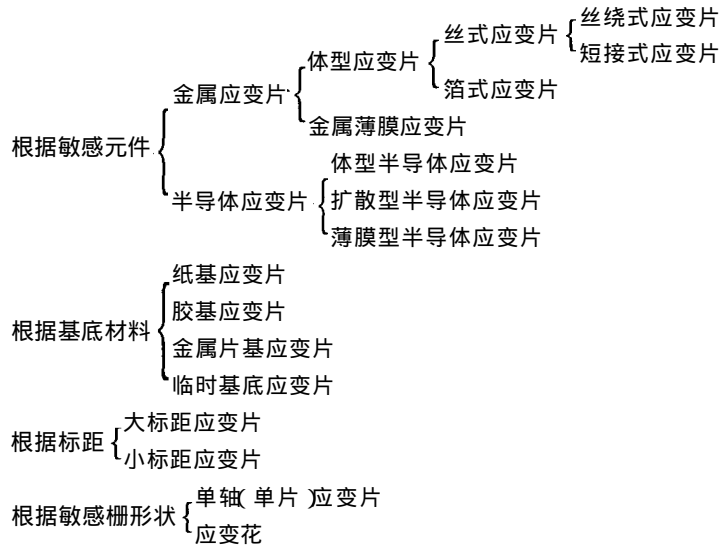 丝绕式应变片
丝式应变片
短接式应变片
体型应变片
箔式应变片
金属应变片
金属薄膜应变片
根据敏感元件
体型半导体应变片
半导体应变片
扩散型半导体应变片
薄膜型半导体应变片
纸基应变片
胶基应变片
根据基底材料
金属片基应变片
临时基底应变片
大标距应变片
根据标距
小标距应变片
单轴(单片)应变片
根据敏感栅形状
应变花